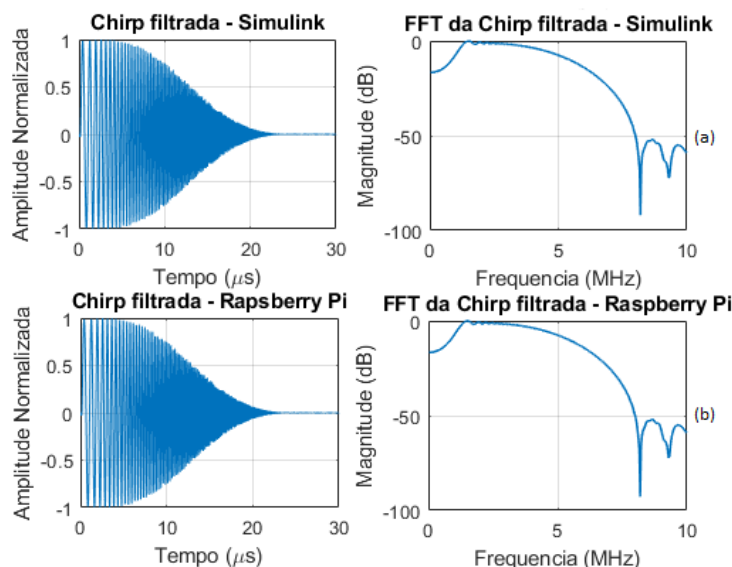 Chirp filtrada - Simulink
Amplitude Normalizada
1
0.5
0
-0.5
-1
0 10 20 30
Tempo (μs)
FFT da Chirp filtrada - Simulink
Magnitude (dB)
0
-50
-100
0 5 10
Frequencia (MHz)
(a)
Chirp filtrada - Rapsberry Pi
Amplitude Normalizada
1
0.5
0
-0.5
-1
0 10 20 30
Tempo (μs)
FFT da Chirp filtrada - Raspberry Pi
Magnitude (dB)
0
-50
-100
0 5 10
Frequencia (MHz)
(b)